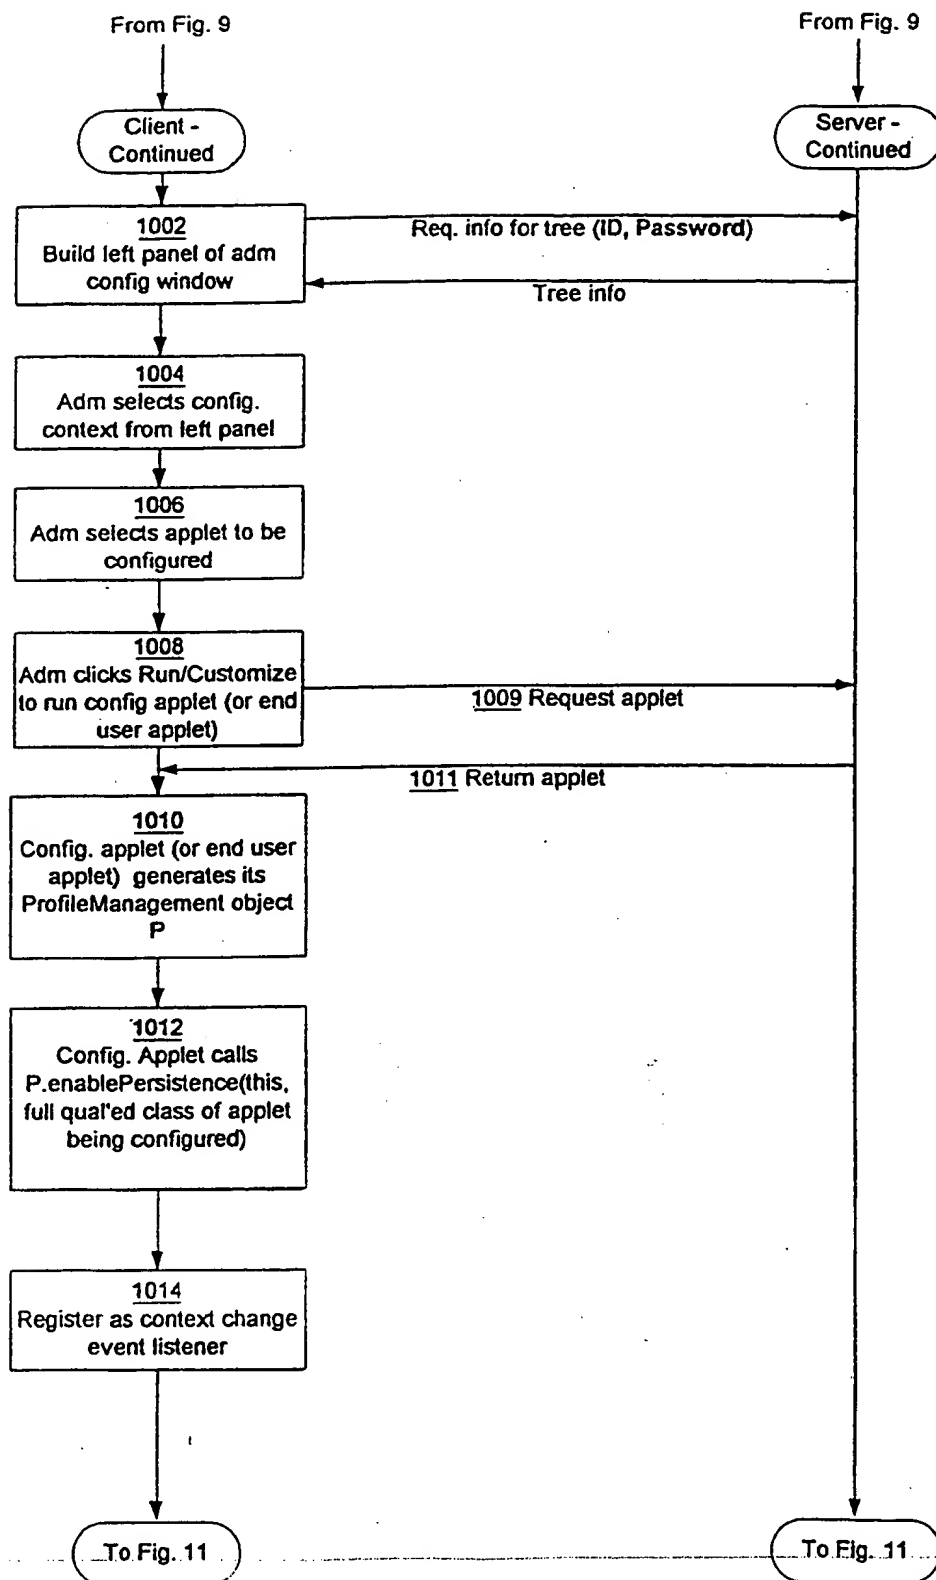 From Fig. 9
From Fig. 9
Client -
Continued
Server -
Continued
1002
Build left panel of adm
config window
Req. info for tree (ID, Password)
Tree info
1004
Adm selects config.
context from left panel
1006
Adm selects applet to be
configured
1008
Adm clicks Run/Customize
to run config applet (or end
user applet)
1009 Request applet
1011 Return applet
1010
Config. applet (or end user
applet) generates its
ProfileManagement object
P
1012
Config. Applet calls
P.enablePersistence(this,
full qual'ed class of applet
being configured)
1014
Register as context change
event listener
To Fig. 11
To Fig. 11